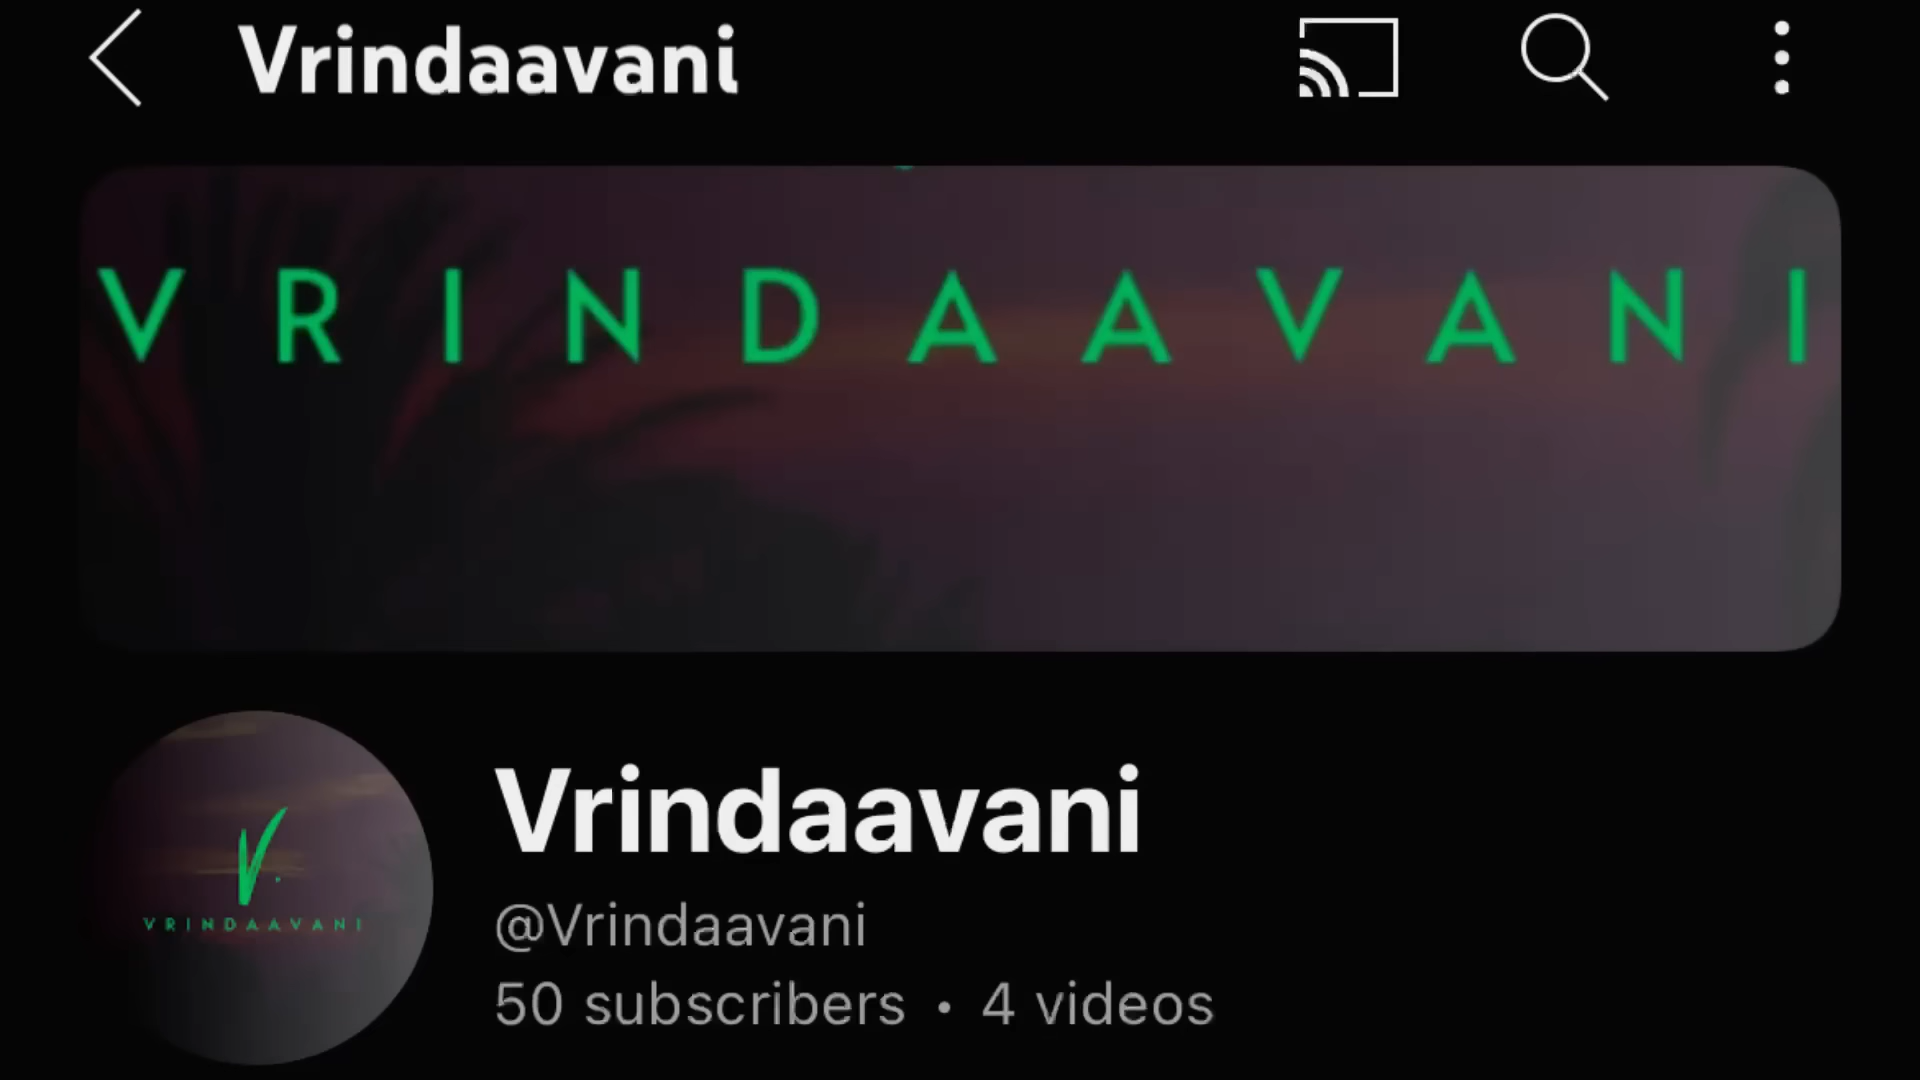 Vrindaavani
VRINDAAVANI
V.
VRINDAAVANI
Vrindaavani
@Vrindaavani
50 subscribers • 4 videos